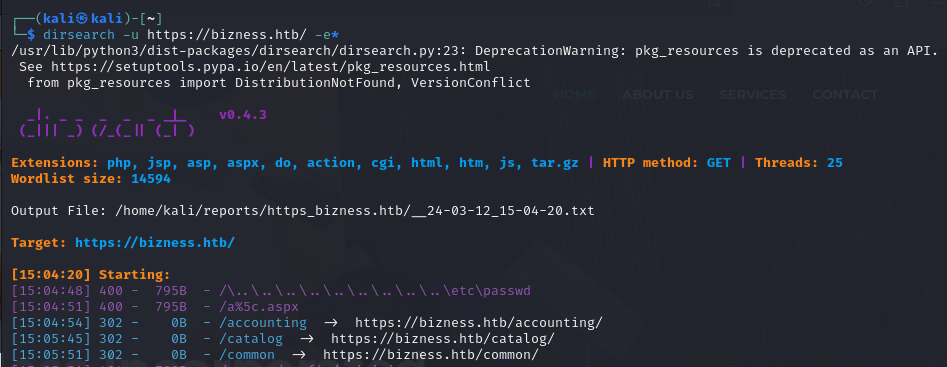 ┌──(kali㉿kali)-[~]
└─$ dirsearch -u https://bizness.htb/ -e*
/usr/lib/python3/dist-packages/dirsearch/dirsearch.py:23: DeprecationWarning: pkg_resources is deprecated as an API.
See https://setuptools.pypa.io/en/latest/pkg_resources.html
from pkg_resources import DistributionNotFound, VersionConflict
HOME ABOUT US SERVICES CONTACT
_|. _ _ _ _ _ _|_ v0.4.3
(_||| _) (/_(_|| (_| )
Extensions: php, jsp, asp, aspx, do, action, cgi, html, htm, js, tar.gz | HTTP method: GET | Threads: 25
Wordlist size: 14594
Output File: /home/kali/reports/https_bizness.htb/__24-03-12_15-04-20.txt
Target: https://bizness.htb/
[15:04:20] Starting:
[15:04:48] 400 - 795B - /\..\..\..\..\..\..\..\..\..\etc\passwd
[15:04:51] 400 - 795B - /a%5c.aspx
[15:04:54] 302 - 0B - /accounting -> https://bizness.htb/accounting/
[15:05:45] 302 - 0B - /catalog -> https://bizness.htb/catalog/
[15:05:51] 302 - 0B - /common -> https://bizness.htb/common/